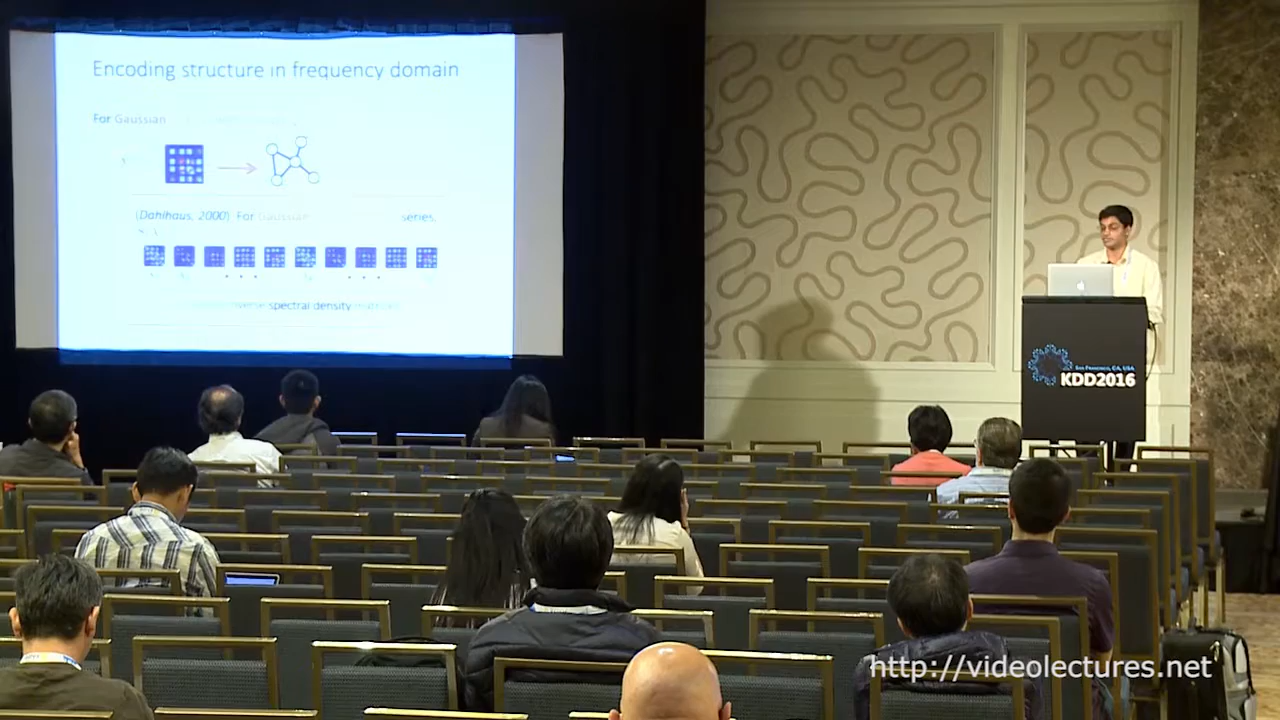 Encoding structure in frequency domain
For Gaussian
(Dahlhaus, 2000) For Gaussian series.
spectral density
SAN FRANCISCO, CA, USA
KDD2016
http://videolectures.net